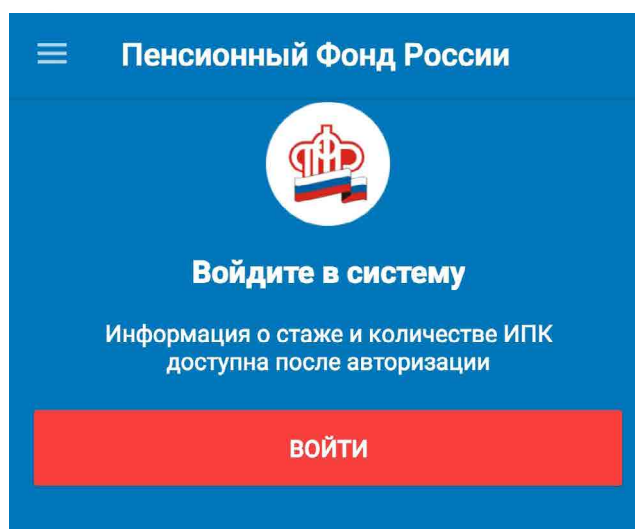 Пенсионный Фонд России
Войдите в систему
Информация о стаже и количестве ИПК
доступна после авторизации
ВОЙТИ